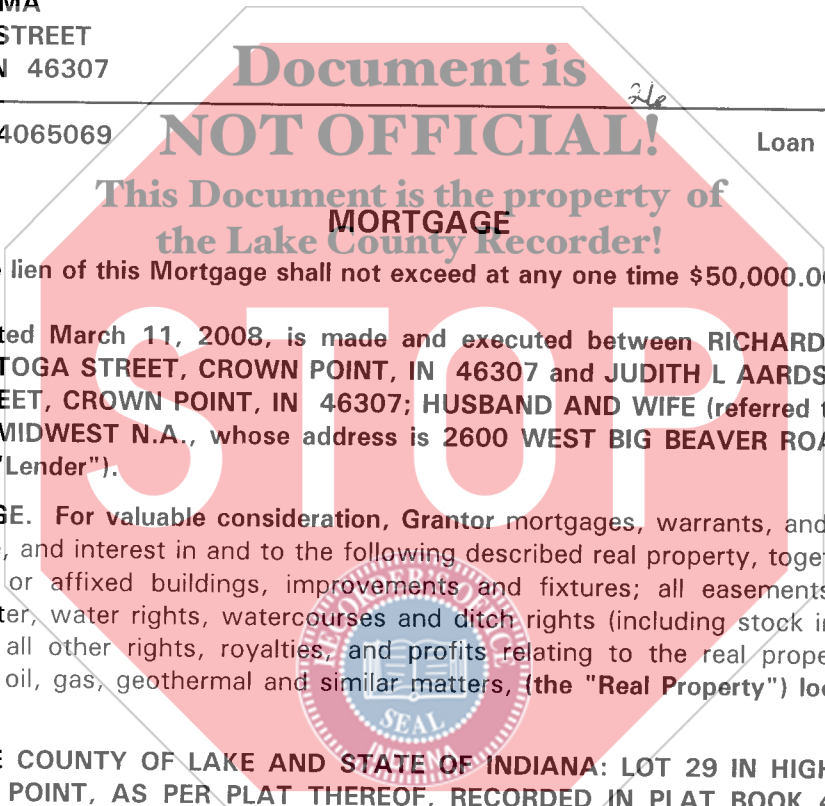 MA
STREET
N 46307
Document is
26
4065069
NOT OFFICIAL!
Loan
This Document is the property of
MORTGAGE
the Lake County Recorder!
lien of this Mortgage shall not exceed at any one time $50,000.00
ted March 11, 2008, is made and executed between RICHARD
TOGA STREET, CROWN POINT, IN 46307 and JUDITH L AARDS
EET, CROWN POINT, IN 46307; HUSBAND AND WIFE (referred t
MIDWEST N.A., whose address is 2600 WEST BIG BEAVER ROA
"Lender").
STOP
GE. For valuable consideration, Grantor mortgages, warrants, and
, and interest in and to the following described real property, toge
or affixed buildings, improvements and fixtures; all easements
ter, water rights, watercourses and ditch rights (including stock i
all other rights, royalties, and profits relating to the real prope
oil, gas, geothermal and similar matters, (the "Real Property") lo
RECORDER'S OFFICE
SEAL
INDIANA
E COUNTY OF LAKE AND STATE OF INDIANA: LOT 29 IN HIGH
POINT, AS PER PLAT THEREOF, RECORDED IN PLAT BOOK